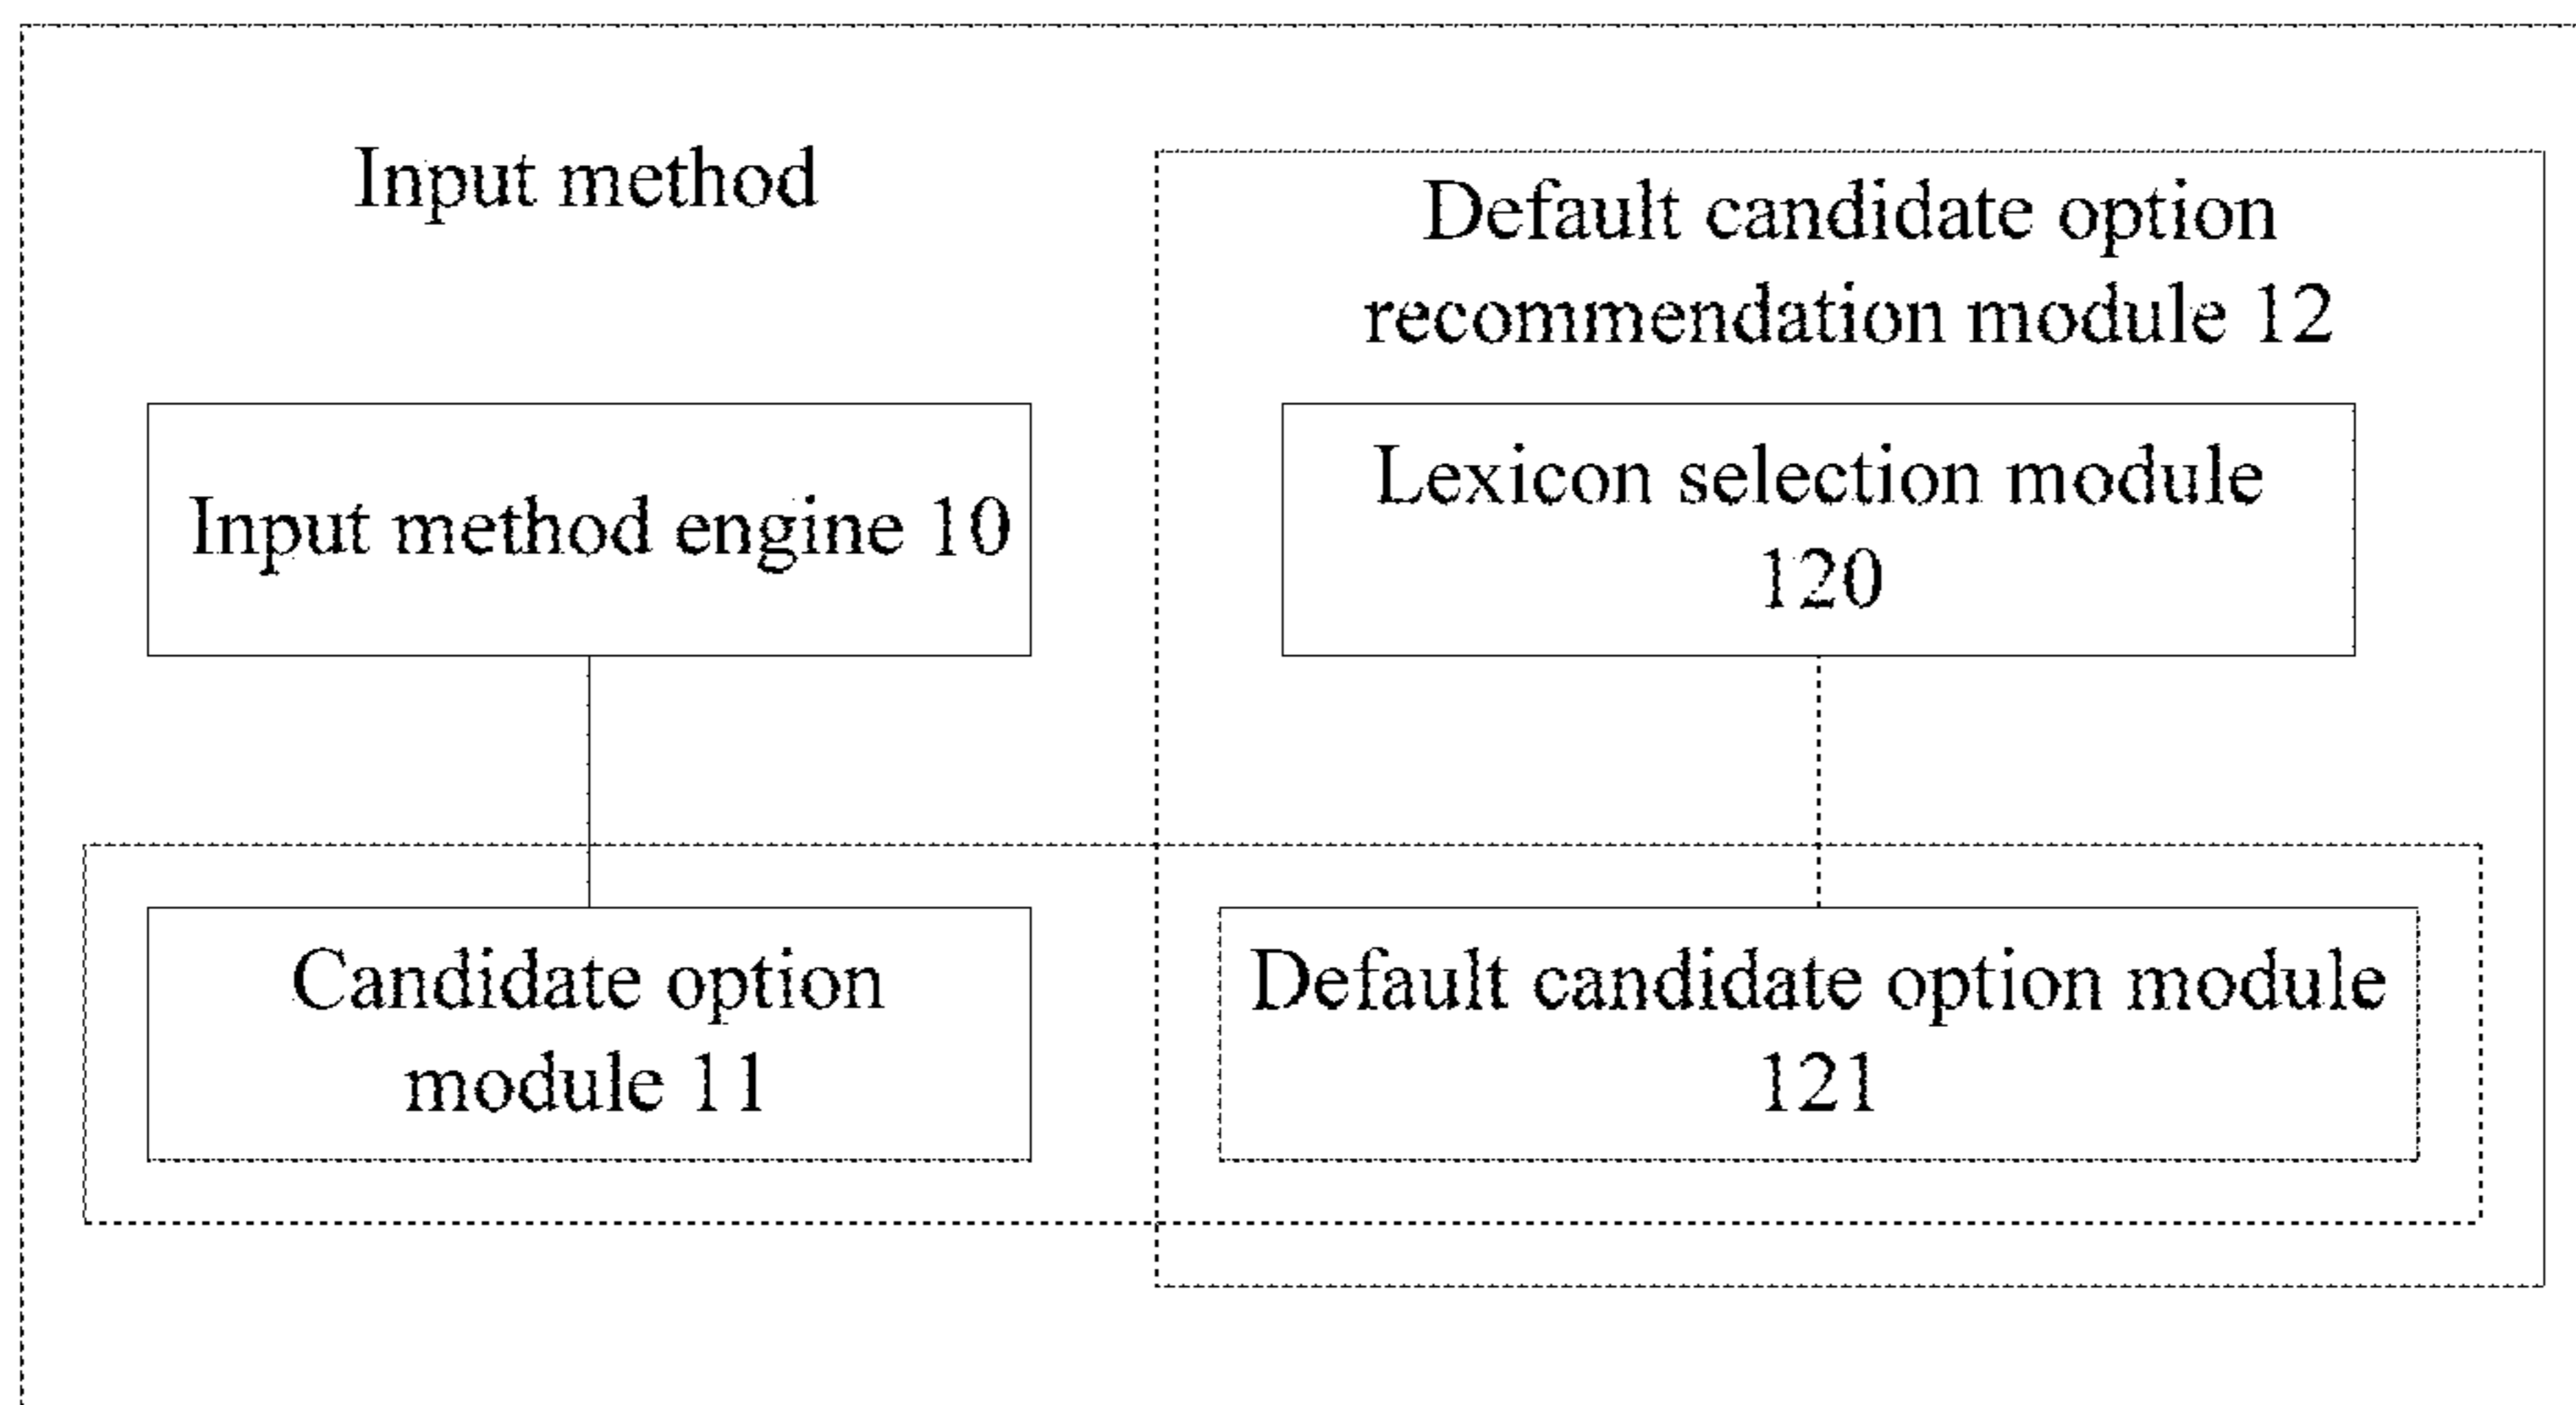 Input method
Default candidate option
recommendation module 12
Input method engine 10
Lexicon selection module
120
Candidate option
module 11
Default candidate option module
121